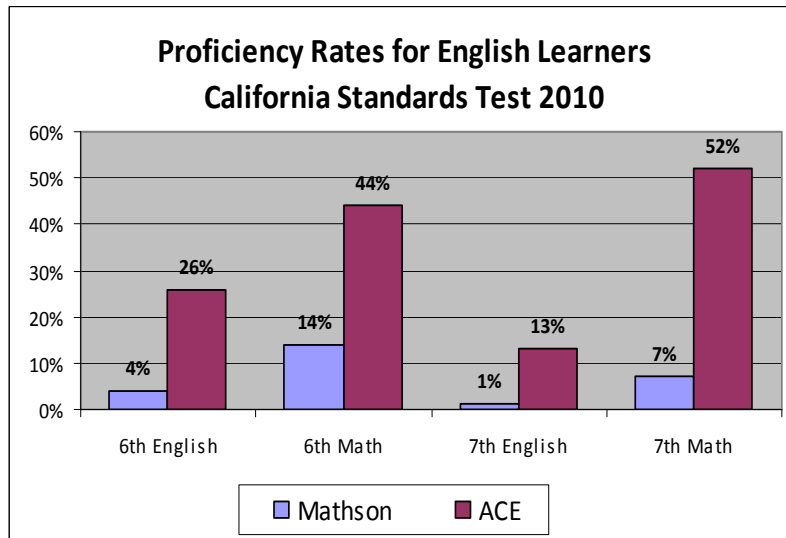 Proficiency Rates for English Learners
California Standards Test 2010
60%
50%
40%
30%
20%
10%
0%
4%
26%
14%
44%
1%
13%
7%
52%
6th English
6th Math
7th English
7th Math
Mathson
ACE